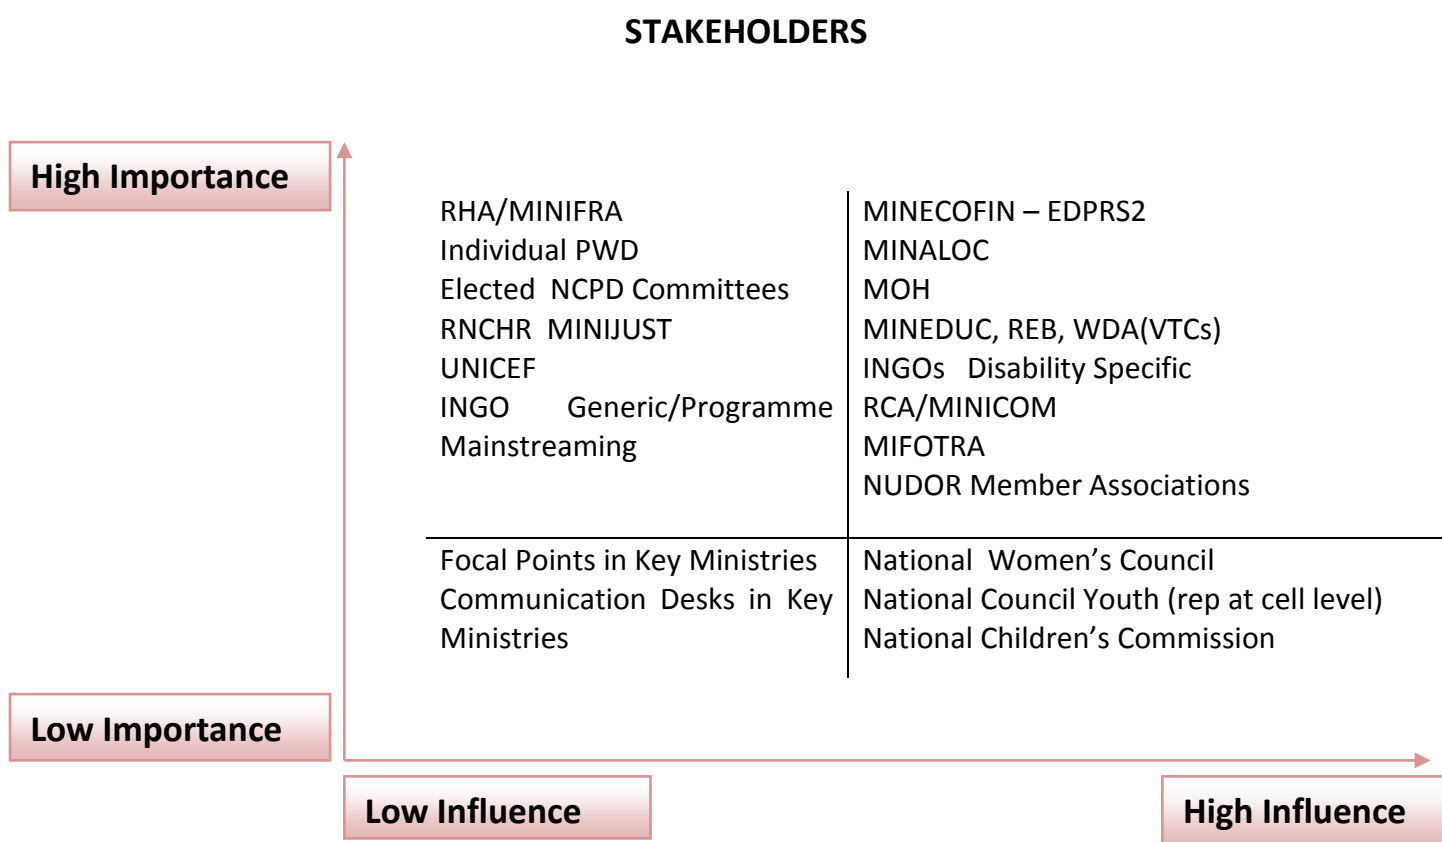 STAKEHOLDERS
High Importance
RHA/MINIFRA
Individual PWD
Elected NCPD Committees
RNCHR MINIJUST
UNICEF
INGO Generic/Programme
Mainstreaming
MINECOFIN – EDPRS2
MINALOC
MOH
MINEDUC, REB, WDA(VTCs)
INGOs Disability Specific
RCA/MINICOM
MIFOTRA
NUDOR Member Associations
Focal Points in Key Ministries
Communication Desks in Key
Ministries
National Women’s Council
National Council Youth (rep at cell level)
National Children’s Commission
Low Importance
Low Influence
High Influence